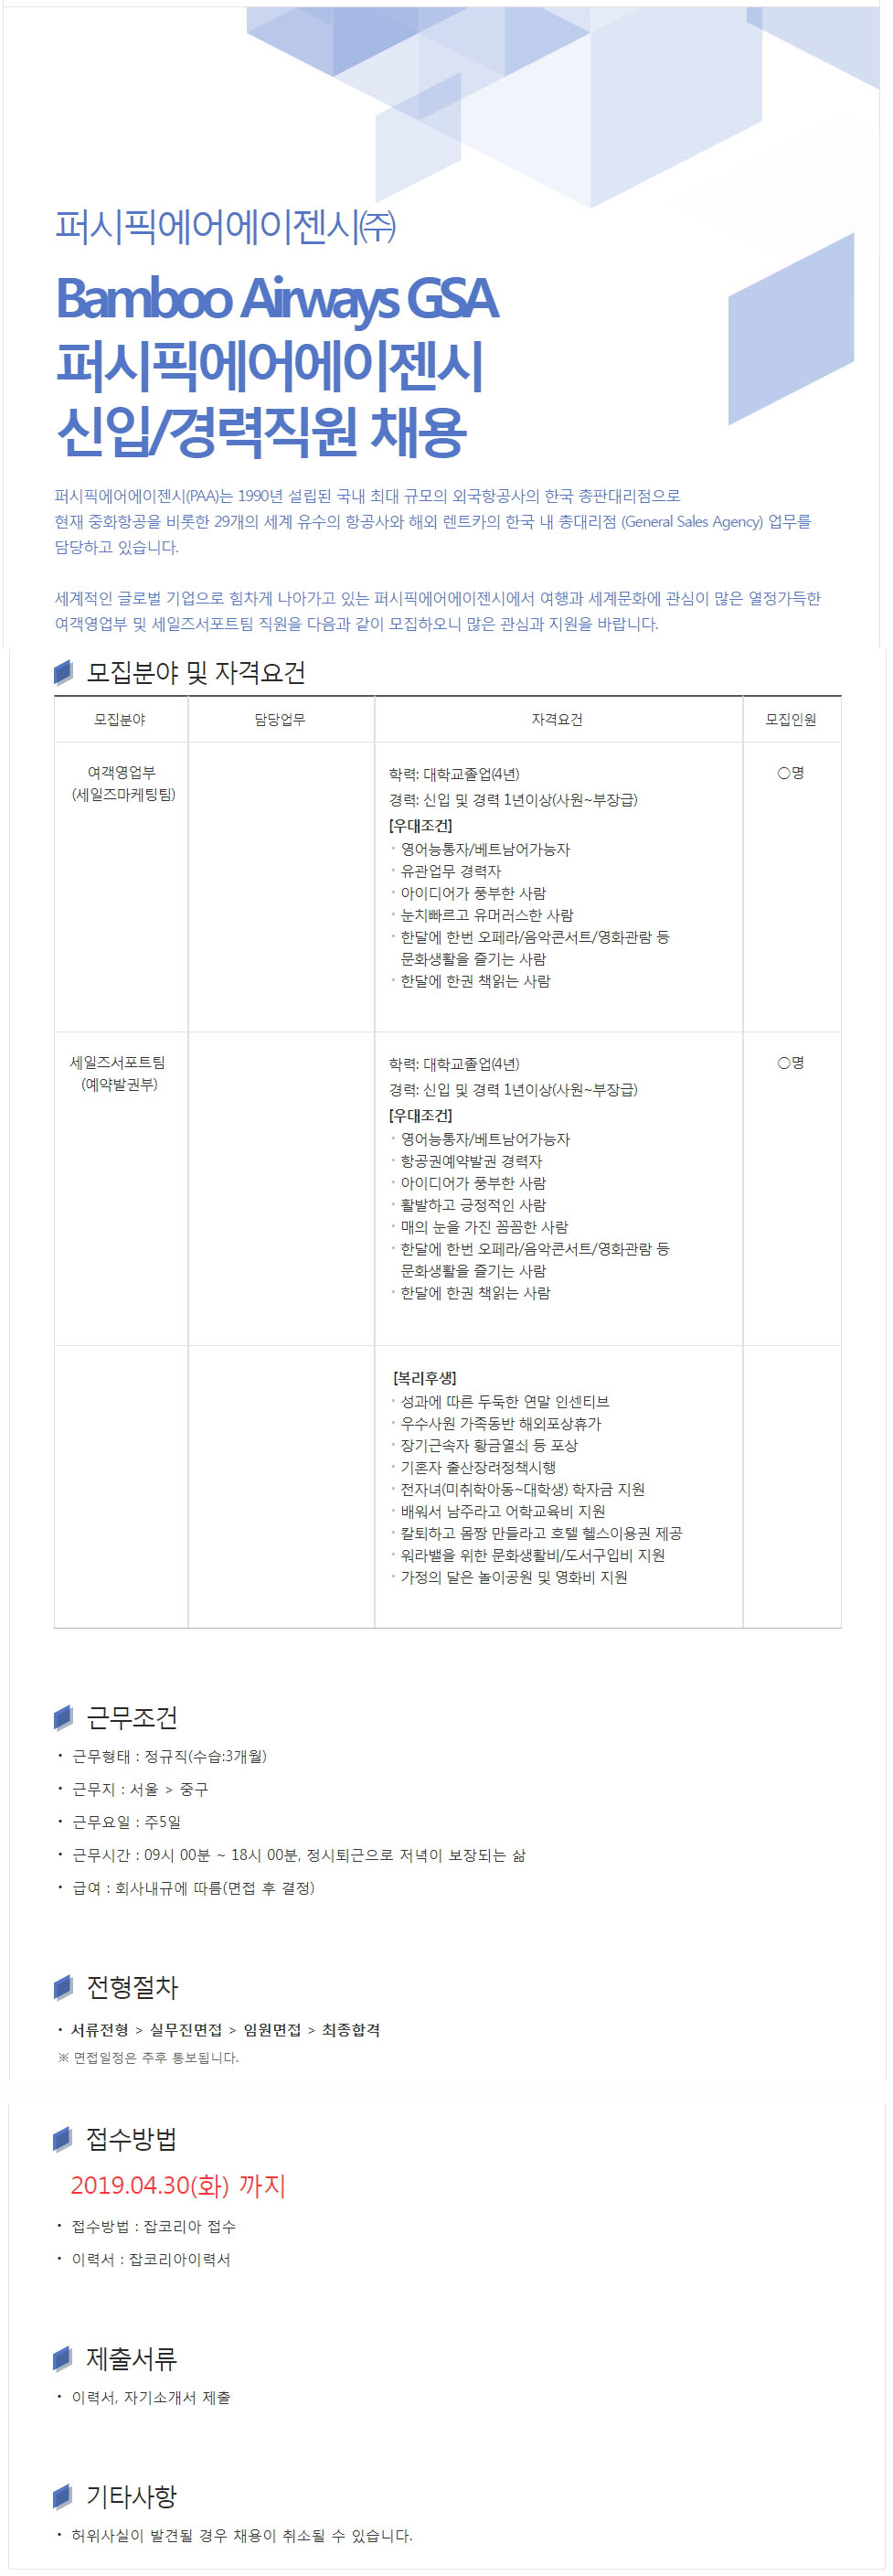 퍼시픽에어에이젠시㈜
Bamboo Airways GSA
퍼시픽에어에이젠시
신입/경력직원 채용
퍼시픽에어에이젠시(PAA)는 1990년 설립된 국내 최대 규모의 외국항공사의 한국 총판대리점으로
현재 중화항공을 비롯한 29개의 세계 유수의 항공사와 해외 렌트카의 한국 내 총대리점 (General Sales Agency) 업무를
담당하고 있습니다.
세계적인 글로벌 기업으로 힘차게 나아가고 있는 퍼시픽에어에이젠시에서 여행과 세계문화에 관심이 많은 열정가득한
여객영업부 및 세일즈서포트팀 직원을 다음과 같이 모집하오니 많은 관심과 지원을 바랍니다.
모집분야 및 자격요건
모집분야 담당업무 자격요건 모집인원
여객영업부
(세일즈마케팅팀)
학력: 대학교졸업(4년)
경력: 신입 및 경력 1년이상(사원~부장급)
[우대조건]
· 영어능통자/베트남어가능자
· 유관업무 경력자
· 아이디어가 풍부한 사람
· 눈치빠르고 유머러스한 사람
· 한달에 한번 오페라/음악콘서트/영화관람 등
문화생활을 즐기는 사람
· 한달에 한권 책읽는 사람
○명
세일즈서포트팀
(예약발권부)
학력: 대학교졸업(4년)
경력: 신입 및 경력 1년이상(사원~부장급)
[우대조건]
· 영어능통자/베트남어가능자
· 항공권예약발권 경력자
· 아이디어가 풍부한 사람
· 활발하고 긍정적인 사람
· 매의 눈을 가진 꼼꼼한 사람
· 한달에 한번 오페라/음악콘서트/영화관람 등
문화생활을 즐기는 사람
· 한달에 한권 책읽는 사람
○명
[복리후생]
· 성과에 따른 두둑한 연말 인센티브
· 우수사원 가족동반 해외포상휴가
· 장기근속자 황금열쇠 등 포상
· 기혼자 출산장려정책시행
· 전자녀(미취학아동~대학생) 학자금 지원
· 배워서 남주라고 어학교육비 지원
· 칼퇴하고 몸짱 만들라고 호텔 헬스이용권 제공
· 워라밸을 위한 문화생활비/도서구입비 지원
· 가정의 달은 놀이공원 및 영화비 지원
근무조건
· 근무형태 : 정규직(수습:3개월)
· 근무지 : 서울 > 중구
· 근무요일 : 주5일
· 근무시간 : 09시 00분 ~ 18시 00분, 정시퇴근으로 저녁이 보장되는 삶
· 급여 : 회사내규에 따름(면접 후 결정)
전형절차
· 서류전형 > 실무진면접 > 임원면접 > 최종합격
※ 면접일정은 추후 통보됩니다.
접수방법
2019.04.30(화) 까지
· 접수방법 : 잡코리아 접수
· 이력서 : 잡코리아이력서
제출서류
· 이력서, 자기소개서 제출
기타사항
· 허위사실이 발견될 경우 채용이 취소될 수 있습니다.